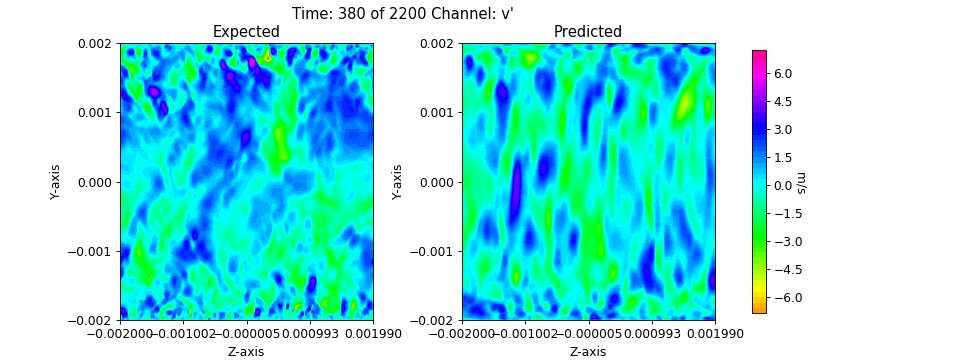 Time: 380 of 2200 Channel: v'
Expected
Predicted
0.002
0.001
0.000
−0.001
−0.002
Y-axis
−0.002000 −0.001002 −0.000005 0.000993 0.001990
Z-axis
0.002
0.001
0.000
−0.001
−0.002
Y-axis
−0.002000 −0.001002 −0.000005 0.000993 0.001990
Z-axis
6.0
4.5
3.0
1.5
0.0
−1.5
−3.0
−4.5
−6.0
m/s